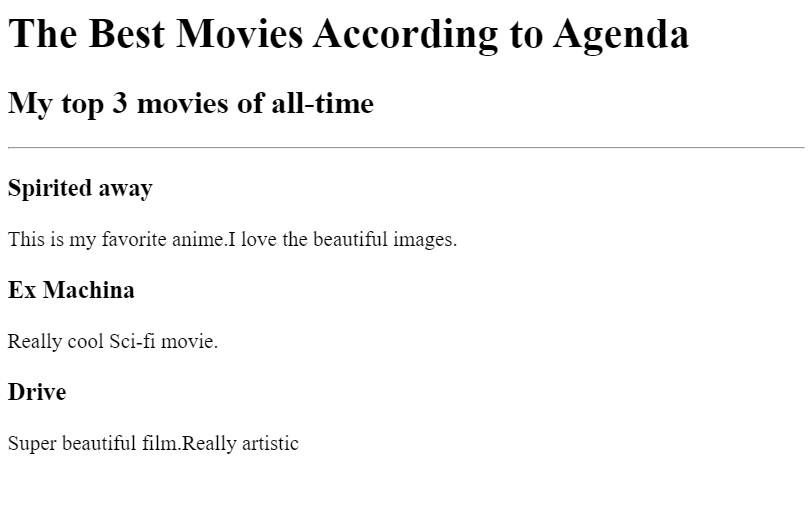 The Best Movies According to Agenda
My top 3 movies of all-time
Spirited away
This is my favorite anime.I love the beautiful images.
Ex Machina
Really cool Sci-fi movie.
Drive
Super beautiful film.Really artistic